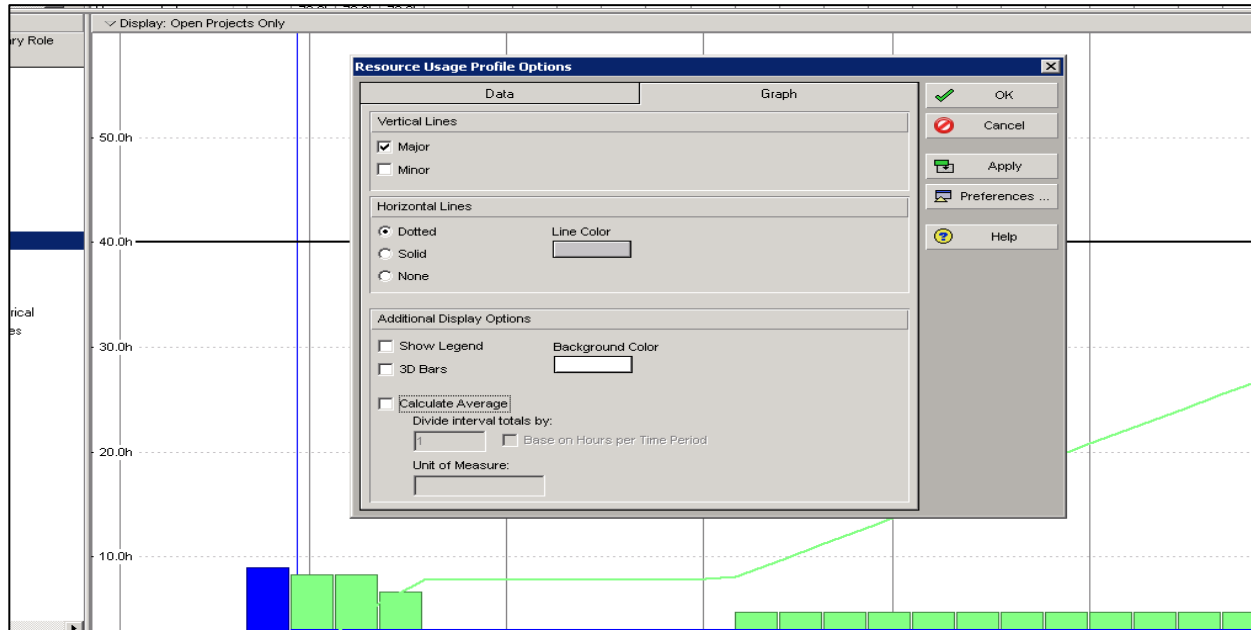 Display: Open Projects Only
ry Role
Resource Usage Profile Options
Data
Graph
OK
Cancel
Apply
Preferences ...
Help
Vertical Lines
Major
Minor
Horizontal Lines
Dotted
Line Color
Solid
None
Additional Display Options
Show Legend
Background Color
3D Bars
Calculate Average
Divide interval totals by:
1
Base on Hours per Time Period
Unit of Measure:
50.0h
40.0h
30.0h
20.0h
10.0h
rical
es